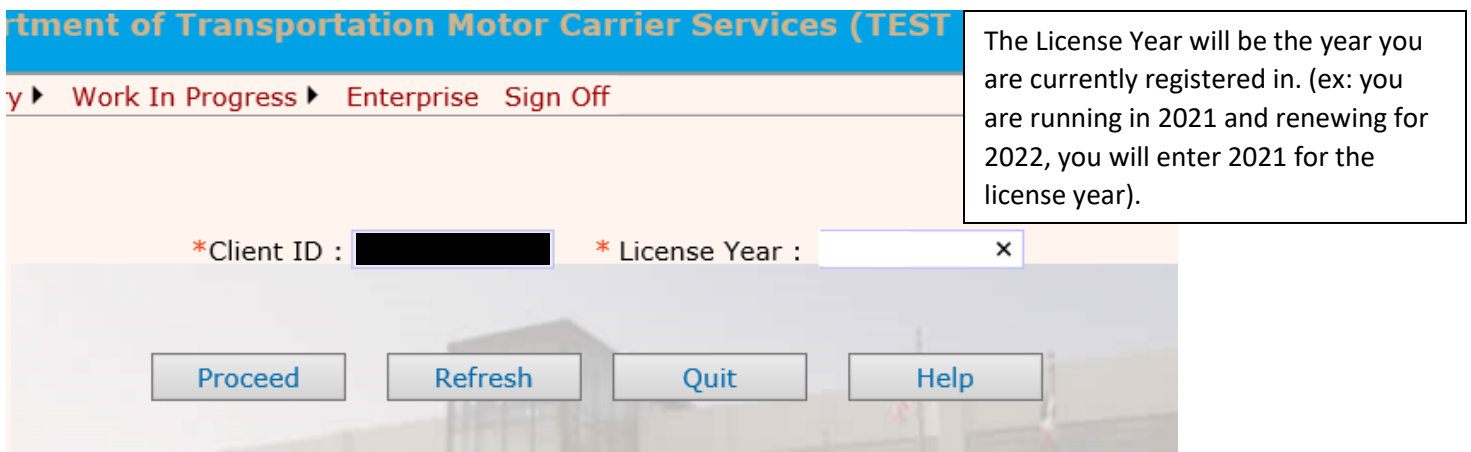 rtment of Transportation Motor Carrier Services (TEST
y Work In Progress Enterprise Sign Off
The License Year will be the year you
are currently registered in. (ex: you
are running in 2021 and renewing for
2022, you will enter 2021 for the
license year).
*Client ID : * License Year : ×
Proceed Refresh Quit Help